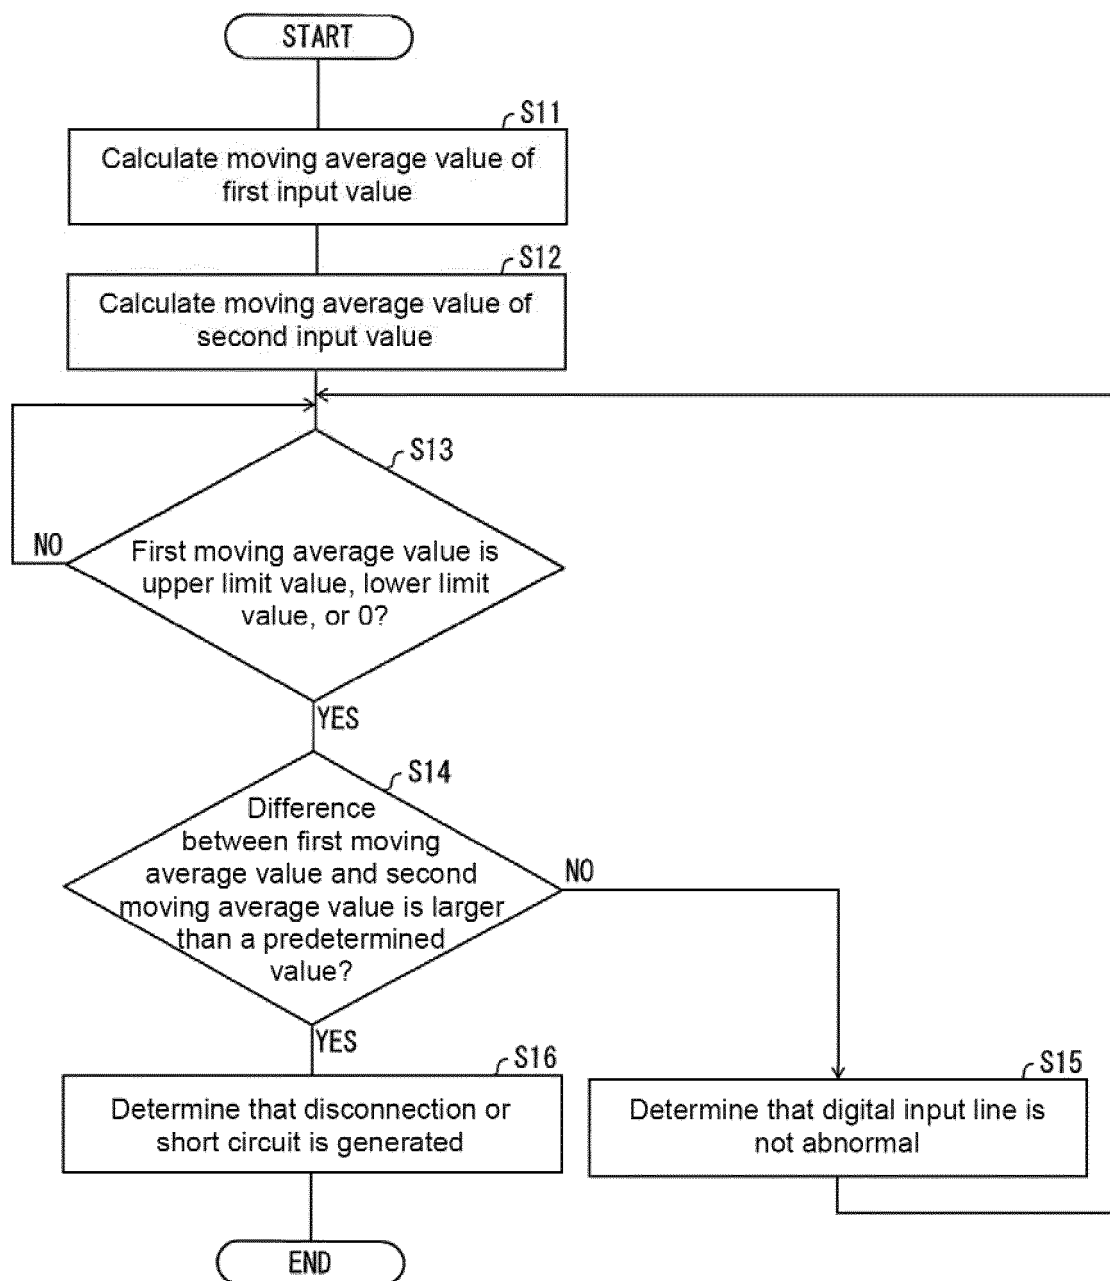 START
S11
Calculate moving average value of
first input value
S12
Calculate moving average value of
second input value
S13
NO
First moving average value is
upper limit value, lower limit
value, or 0?
YES
S14
Difference
between first moving
average value and second
moving average value is larger
than a predetermined
value?
NO
YES
S16
Determine that disconnection or
short circuit is generated
S15
Determine that digital input line is
not abnormal
END